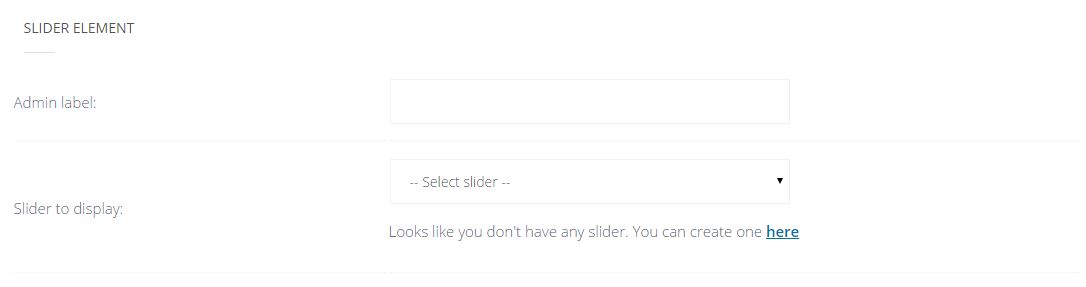 SLIDER ELEMENT
Admin label:
-- Select slider --
Slider to display:
Looks like you don't have any slider. You can create one here